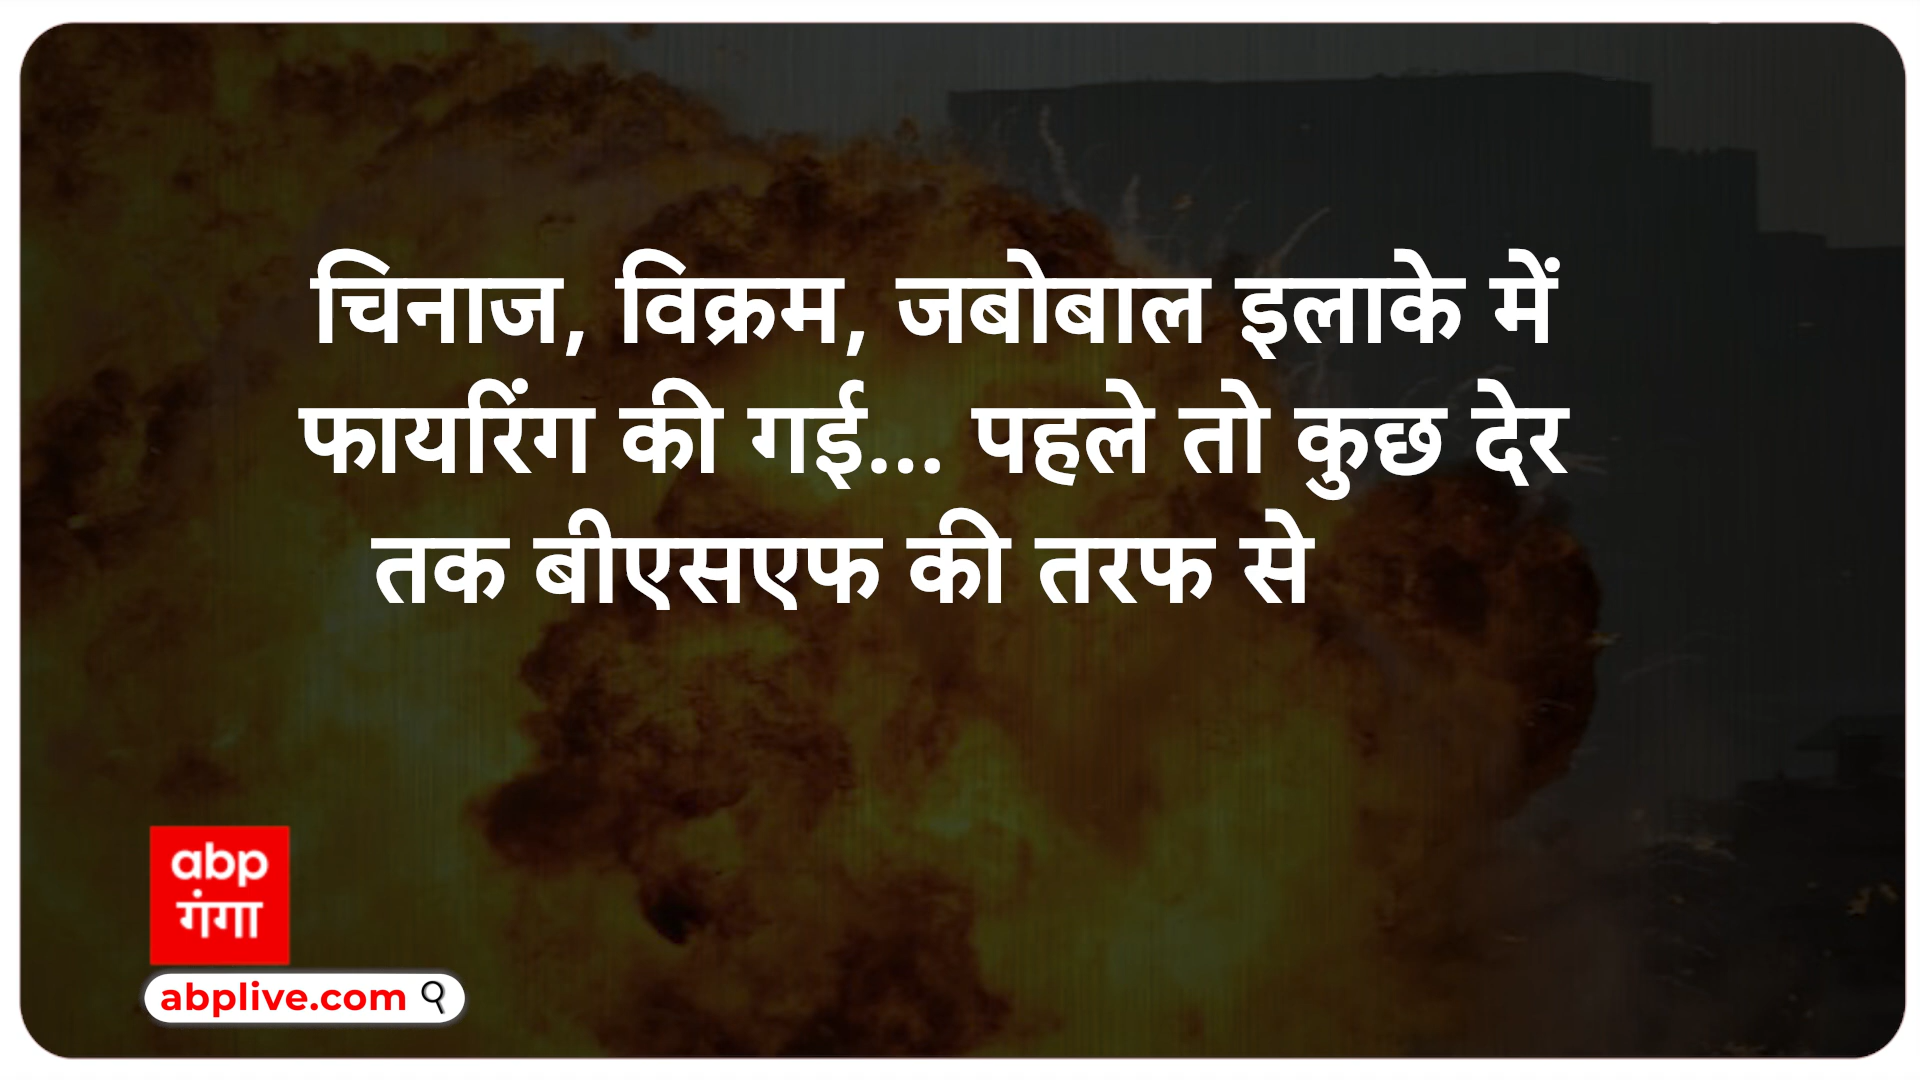 चिनाज, विक्रम, जबोबाल इलाके में
फायरिंग की गई... पहले तो कुछ देर
तक बीएसएफ की तरफ से
abp
गंगा
abplive.com